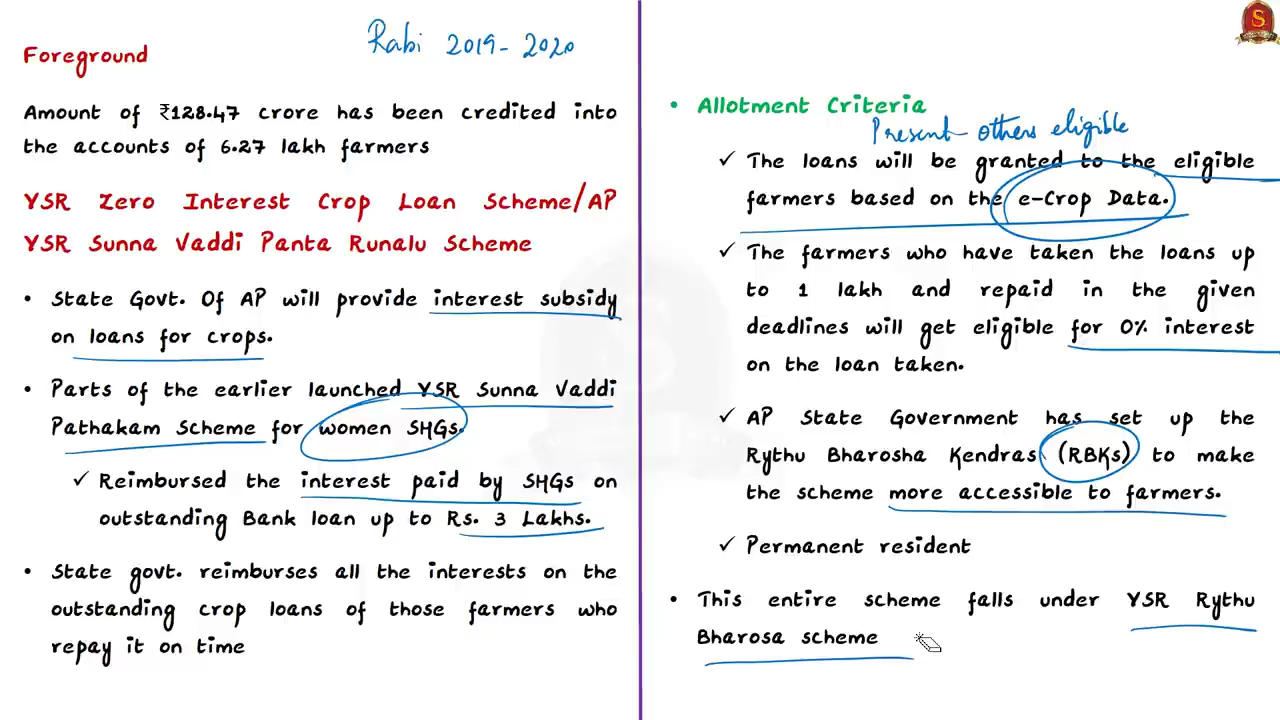 Rabi 2019-2020
Foreground
Amount of ₹128.47 crore has been credited into
the accounts of 6.27 lakh farmers
YSR Zero Interest Crop Loan Scheme/AP
YSR Sunna Vaddi Panta Runalu Scheme
• State Govt. Of AP will provide interest subsidy
on loans for crops.
• Parts of the earlier launched YSR Sunna Vaddi
Pathakam Scheme for women SHGs.
✓ Reimbursed the interest paid by SHGs on
outstanding Bank loan up to Rs. 3 Lakhs.
• State govt. reimburses all the interests on the
outstanding crop loans of those farmers who
repay it on time
• Allotment Criteria
Present - others eligible
✓ The loans will be granted to the eligible
farmers based on the e-Crop Data.
✓ The farmers who have taken the loans up
to 1 lakh and repaid in the given
deadlines will get eligible for 0% interest
on the loan taken.
✓ AP State Government has set up the
Rythu Bharosha Kendras (RBKs) to make
the scheme more accessible to farmers.
✓ Permanent resident
• This entire scheme falls under YSR Rythu
Bharosa scheme
S